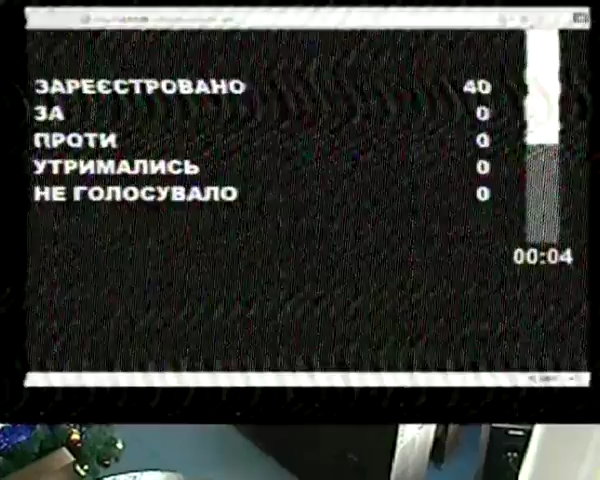 ЗАРЕЄСТРОВАНО 40
ЗА 0
ПРОТИ 0
УТРИМАЛИСЬ 0
НЕ ГОЛОСУВАЛО 0
00:04